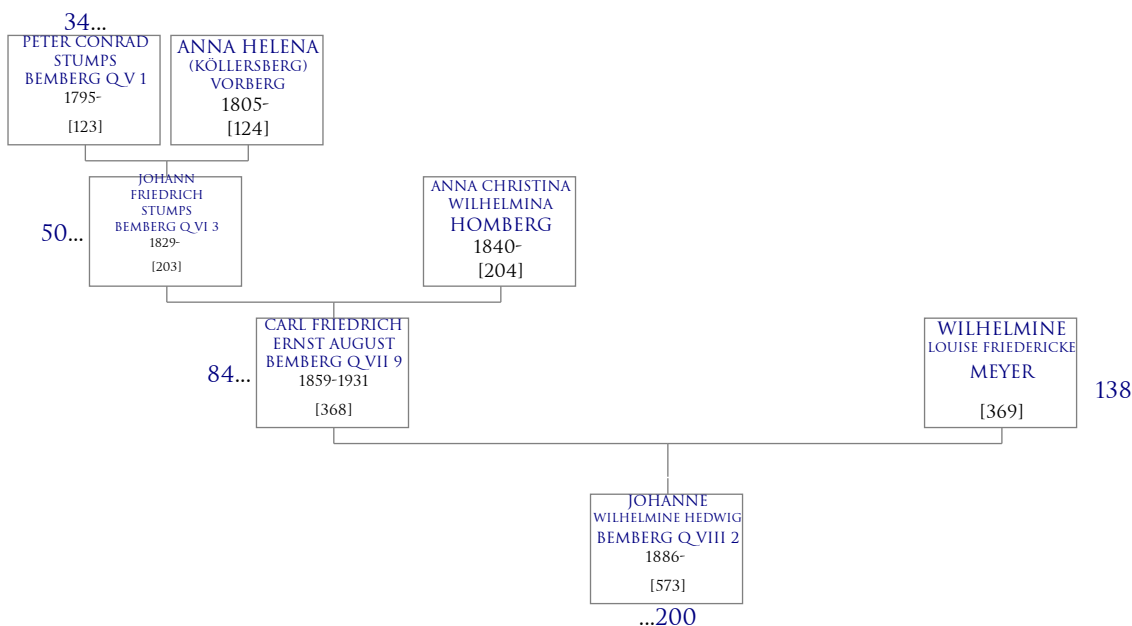 34...
PETER CONRAD
STUMPS
BEMBERG Q V 1
1795-
[123]
ANNA HELENA
(KÖLLERSBERG)
VORBERG
1805-
[124]
JOHANN
FRIEDRICH
STUMPS
BEMBERG Q VI 3
1829-
[203]
50...
ANNA CHRISTINA
WILHELMINA
HOMBERG
1840-
[204]
CARL FRIEDRICH
ERNST AUGUST
BEMBERG Q VII 9
1859-1931
[368]
84...
WILHELMINE
LOUISE FRIEDERICKE
MEYER
[369]
138
JOHANNE
WILHELMINE HEDWIG
BEMBERG Q VIII 2
1886-
[573]
...200